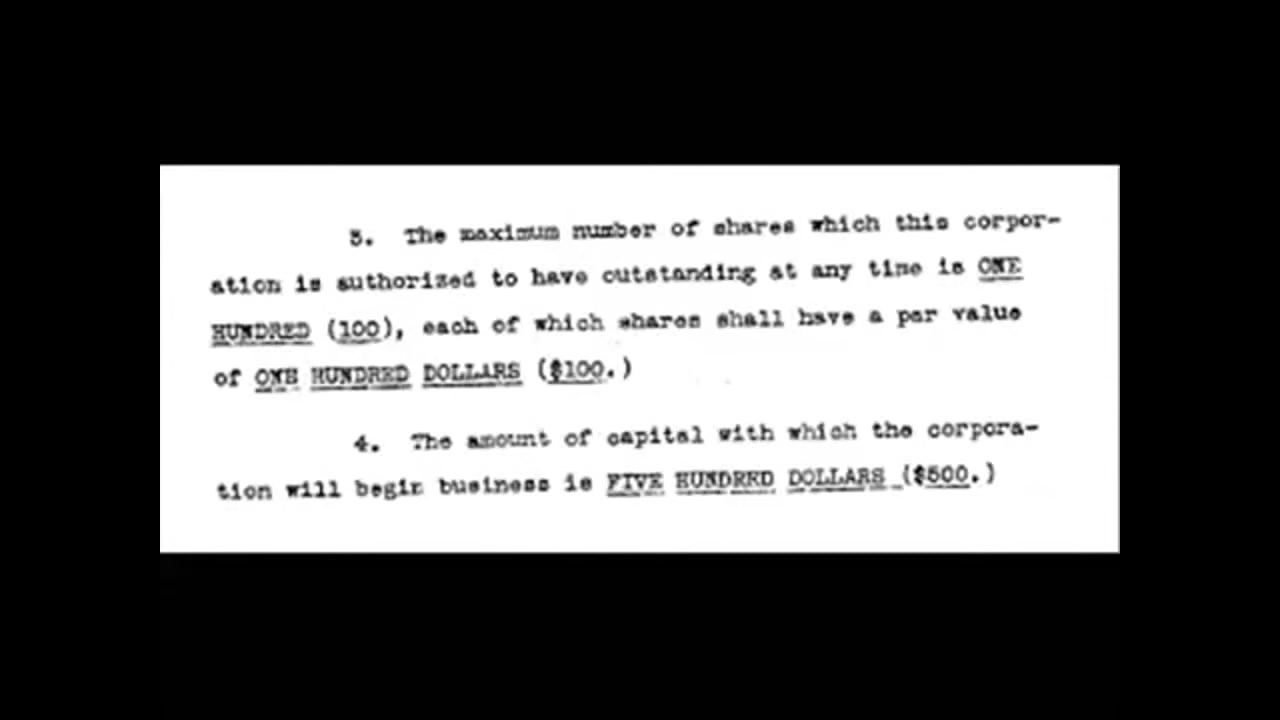 3. The maximum number of shares which this corpor-
ation is authorized to have outstanding at any time is ONE
HUNDRED (100), each of which shares shall have a par value
of ONE HUNDRED DOLLARS ($100.)
4. The amount of capital with which the corpora-
tion will begin business is FIVE HUNDRED DOLLARS ($500.)